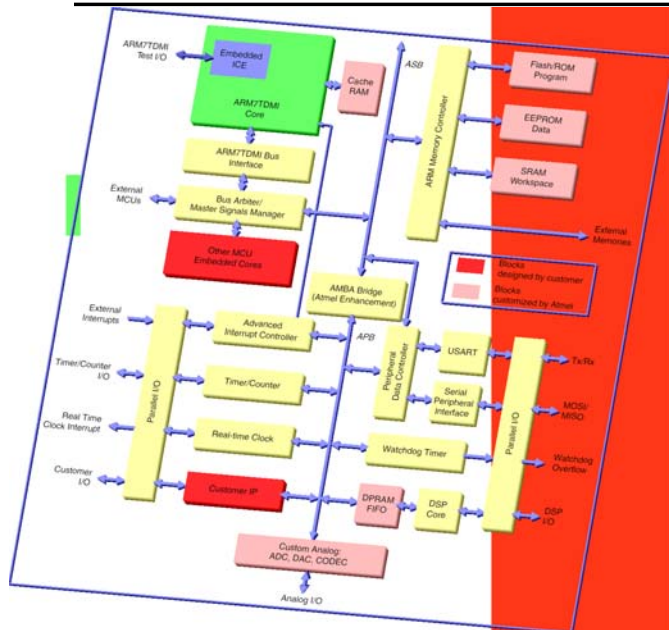 ARM7TDMI
Test I/O
Embedded
ICE
ARM7TDMI
Core
Cache
RAM
ASB
ARM Memory Controller
Flash/ROM
Program
EEPROM
Data
SRAM
Workspace
External
Memories
ARM7TDMI Bus
Interface
External
MCUs
Bus Arbiter/
Master Signals Manager
Other MCU
Embedded Cores
Blocks
designed by customer
Blocks
customized by Atmel
AMBA Bridge
(Atmel Enhancement)
APB
External
Interrupts
Timer/Counter
I/O
Real Time
Clock Interrupt
Customer
I/O
Parallel I/O
Advanced
Interrupt Controller
Timer/Counter
Real-time Clock
Customer IP
Peripheral
Data Controller
USART
Serial
Peripheral
Interface
Watchdog Timer
DPRAM
FIFO
DSP
Core
Parallel I/O
Tx/Rx
MOSI/
MISO
Watchdog
Overflow
DSP
I/O
Custom Analog:
ADC, DAC, CODEC
Analog I/O